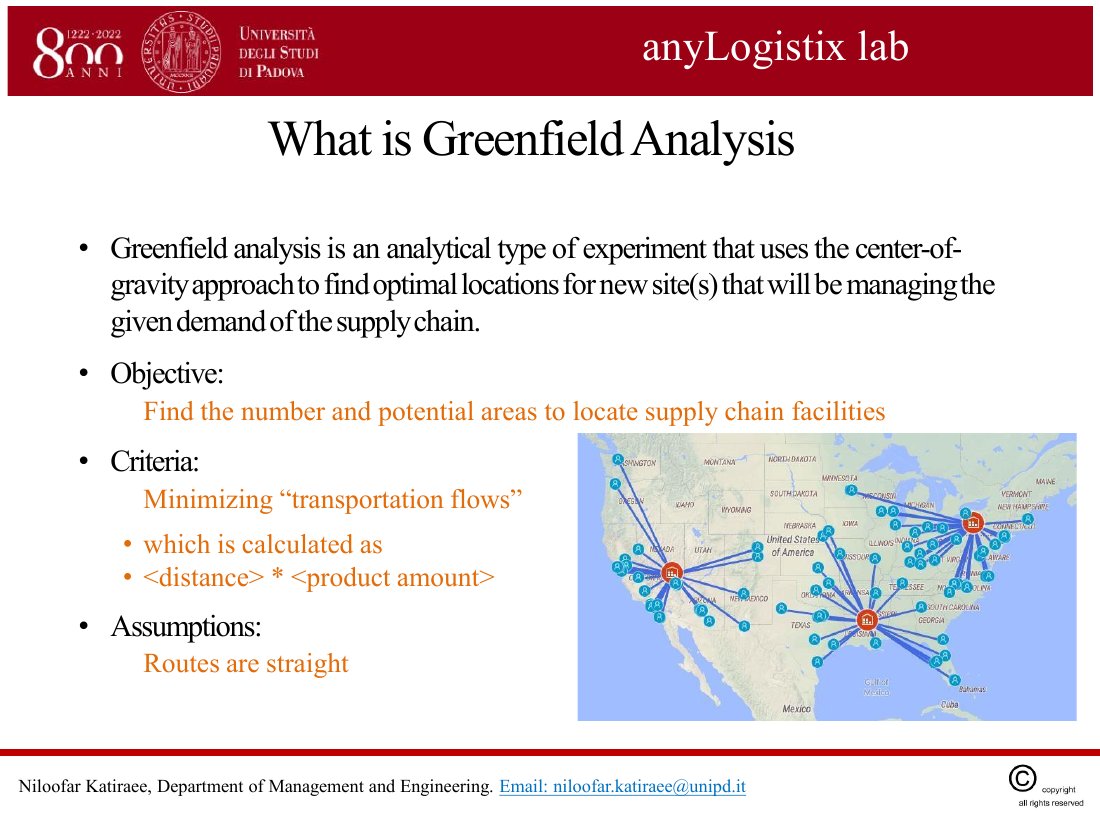 1222·2022
800
ANNI
UNIVERSITÀ
DEGLI STUDI
DI PADOVA
anyLogistix lab
What is Greenfield Analysis
• Greenfield analysis is an analytical type of experiment that uses the center-of-
gravity approach to find optimal locations for new site(s) that will be managing the
given demand of the supply chain.
• Objective:
Find the number and potential areas to locate supply chain facilities
• Criteria:
Minimizing “transportation flows”
• which is calculated as
• <distance> * <product amount>
• Assumptions:
Routes are straight
MONTANA
NORTH DAKOTA
MINNESOTA
MAINE
VERMONT
NEW HAMPSHIRE
SOUTH DAKOTA
IDAHO
WYOMING
NEBRASKA
IOWA
United States
of America
UTAH
TEXAS
SOUTH CAROLINA
GEORGIA
Gulf of
Mexico
Bahamas
Cuba
Mexico
Niloofar Katiraee, Department of Management and Engineering. Email: niloofar.katiraee@unipd.it
© copyright
all rights reserved